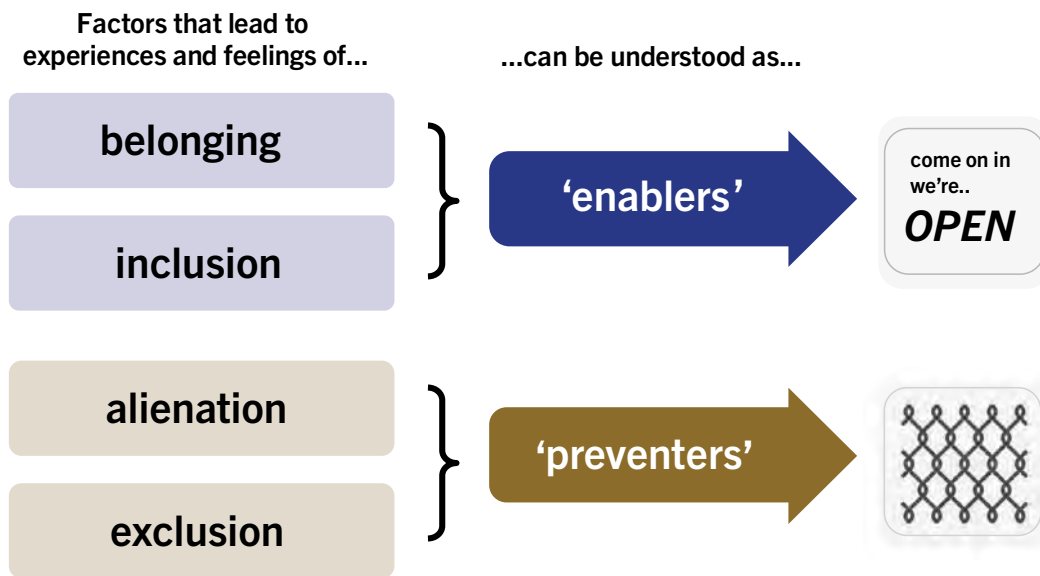 Factors that lead to
experiences and feelings of...
...can be understood as...
belonging
inclusion
‘enablers’
come on in
we're..
OPEN
alienation
exclusion
‘preventers’